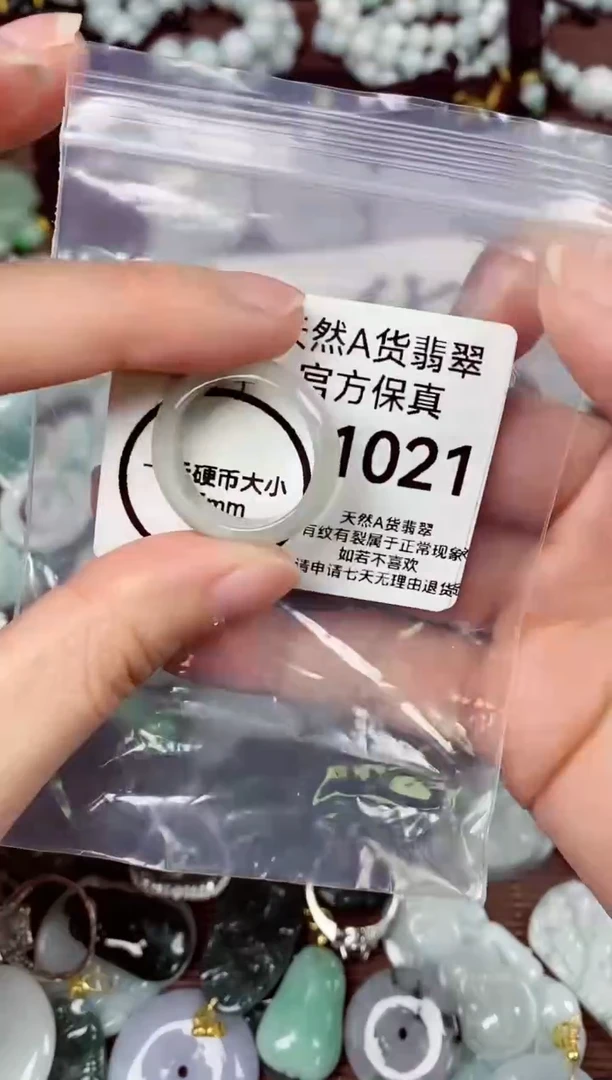 然A货翡翠
官方保真
1021
硬币大小
mm
天然A货翡翠
有纹有裂属于正常现象
如若不喜欢
请申请七天无理由退货